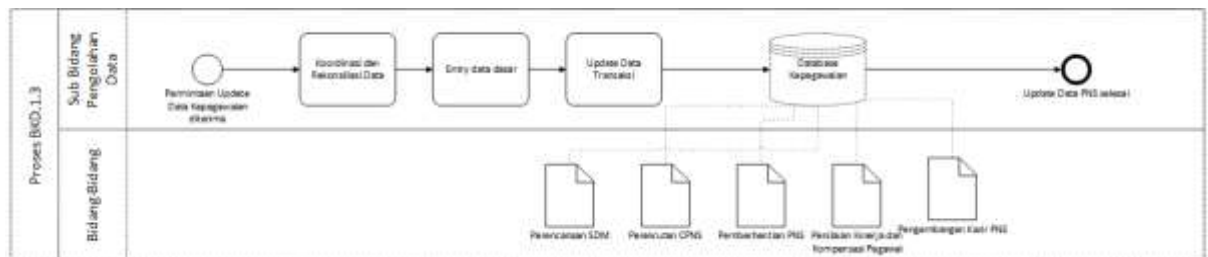 Proses BKD.1.3
Sub Bidang
Pengolahan
Data
Permintaan Update
Data Kepegawaian
diterima
Koordinasi dan
Rekonsiliasi Data
Entry data dasar
Update Data
Transaksi
Database
Kepegawaian
Update Data PNS selesai
Bidang-Bidang
Perencanaan SDM
Perekrutan CPNS
Pemberhentian PNS
Penilaian Kinerja dan
Kompensasi Pegawai
Pengembangan Karir PNS